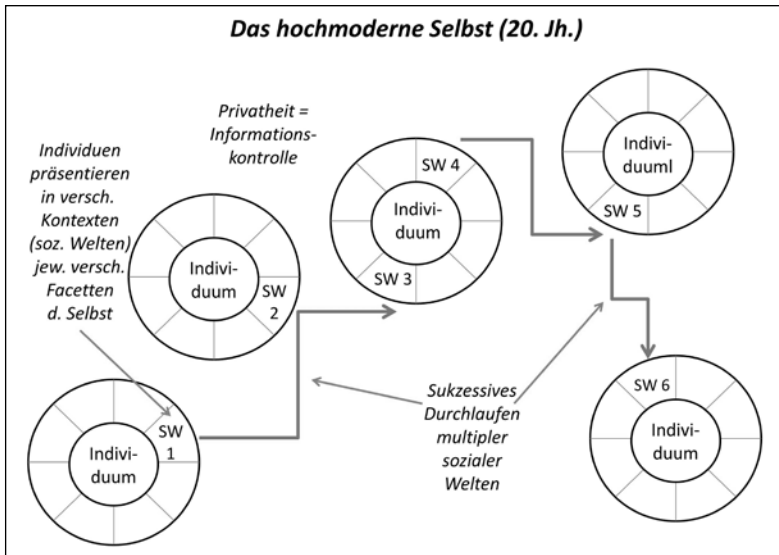 Das hochmoderne Selbst (20. Jh.)
Privatheit =
Informations-
kontrolle
Individuen
präsentieren
in versch.
Kontexten
(soz. Welten)
jew. versch.
Facetten
d. Selbst
Indivi-
duum
SW
1
Indivi-
duum
SW
2
SW 4
Indivi-
duum
SW 3
Indivi-
duuml
SW 5
SW 6
Indivi-
duum
Sukzessives
Durchlaufen
multipler
sozialer
Welten